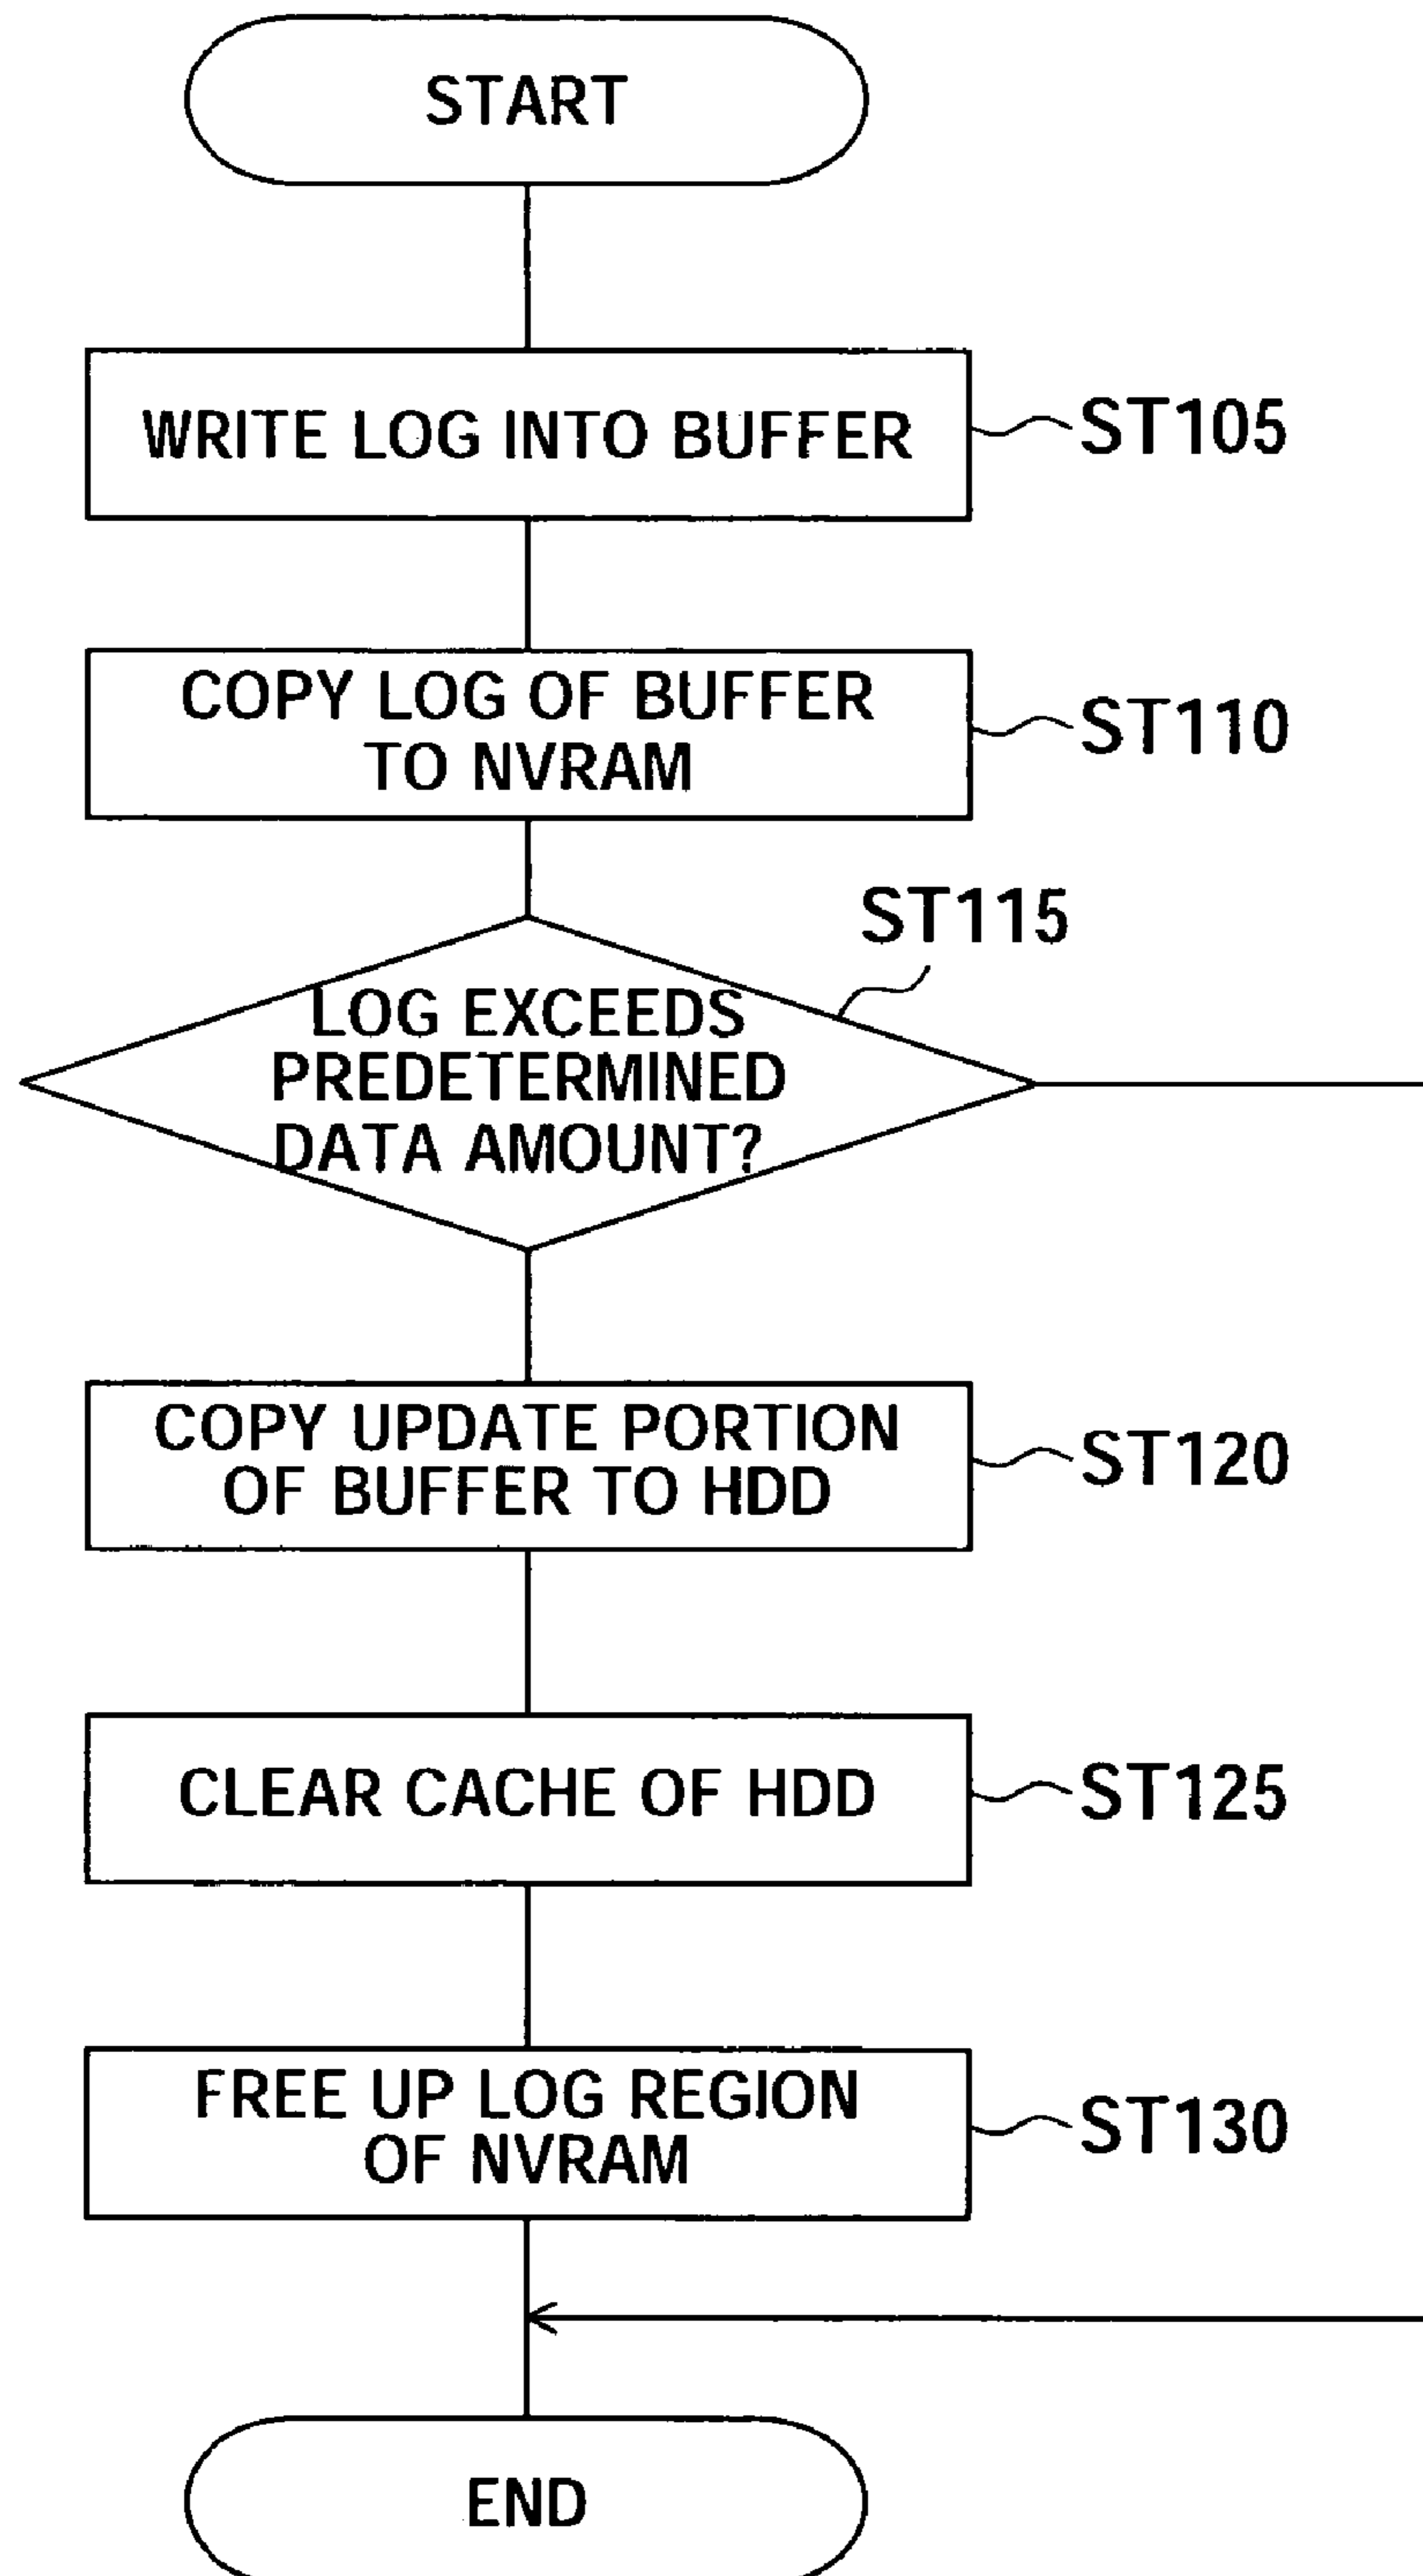 START
WRITE LOG INTO BUFFER
ST105
COPY LOG OF BUFFER
TO NVRAM
ST110
ST115
LOG EXCEEDS
PREDETERMINED
DATA AMOUNT?
COPY UPDATE PORTION
OF BUFFER TO HDD
ST120
CLEAR CACHE OF HDD
ST125
FREE UP LOG REGION
OF NVRAM
ST130
END